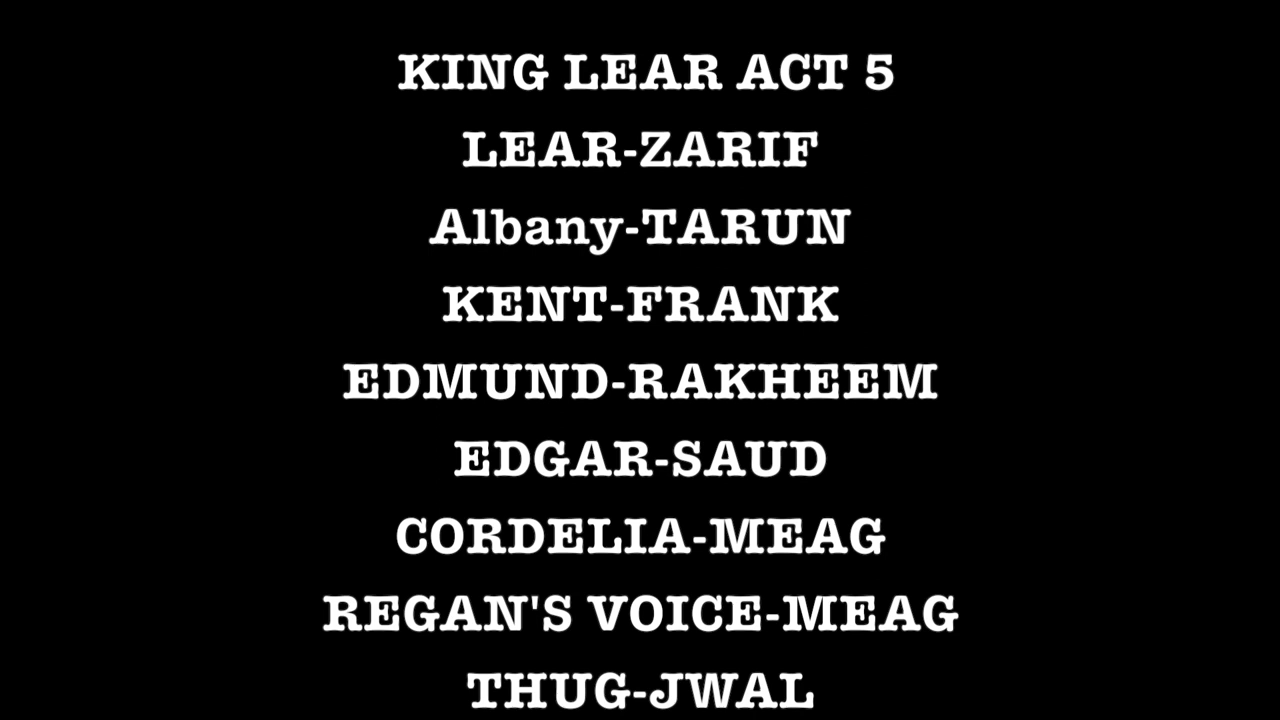 KING LEAR ACT 5
LEAR-ZARIF
Albany-TARUN
KENT-FRANK
EDMUND-RAKHEEM
EDGAR-SAUD
CORDELIA-MEAG
REGAN'S VOICE-MEAG
THUG-JWAL